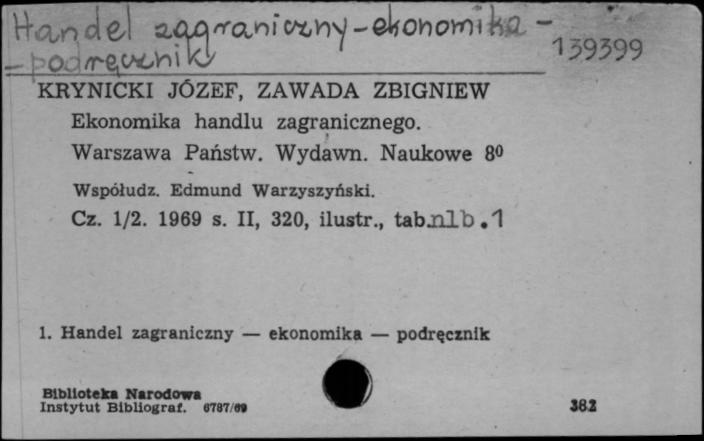 Handel zagraniczny-ekonomika-
-podręcznik
139399
KRYNICKI JÓZEF, ZAWADA ZBIGNIEW
Ekonomika handlu zagranicznego.
Warszawa Państw. Wydawn. Naukowe 8⁰
Współudz. Edmund Warzyszyński.
Cz. 1/2. 1969 s. II, 320, ilustr., tab.nlb.1
1. Handel zagraniczny — ekonomika — podręcznik
Biblioteka Narodowa
Instytut Bibliograf. 6787/69
382